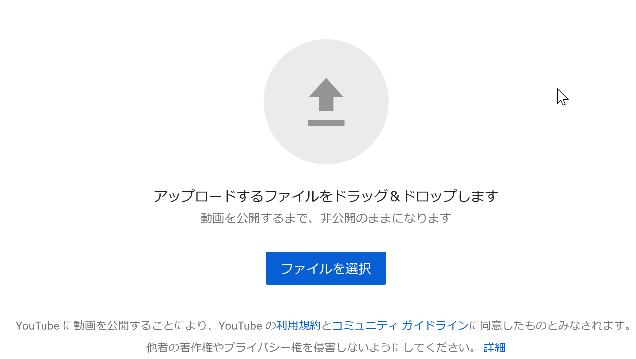 アップロードするファイルをドラッグ＆ドロップします
動画を公開するまで、非公開のままになります
ファイルを選択
YouTube に動画を公開することにより、YouTube の利用規約とコミュニティ ガイドラインに同意したものとみなされます。
他者の著作権やプライバシー権を侵害しないようにしてください。 詳細